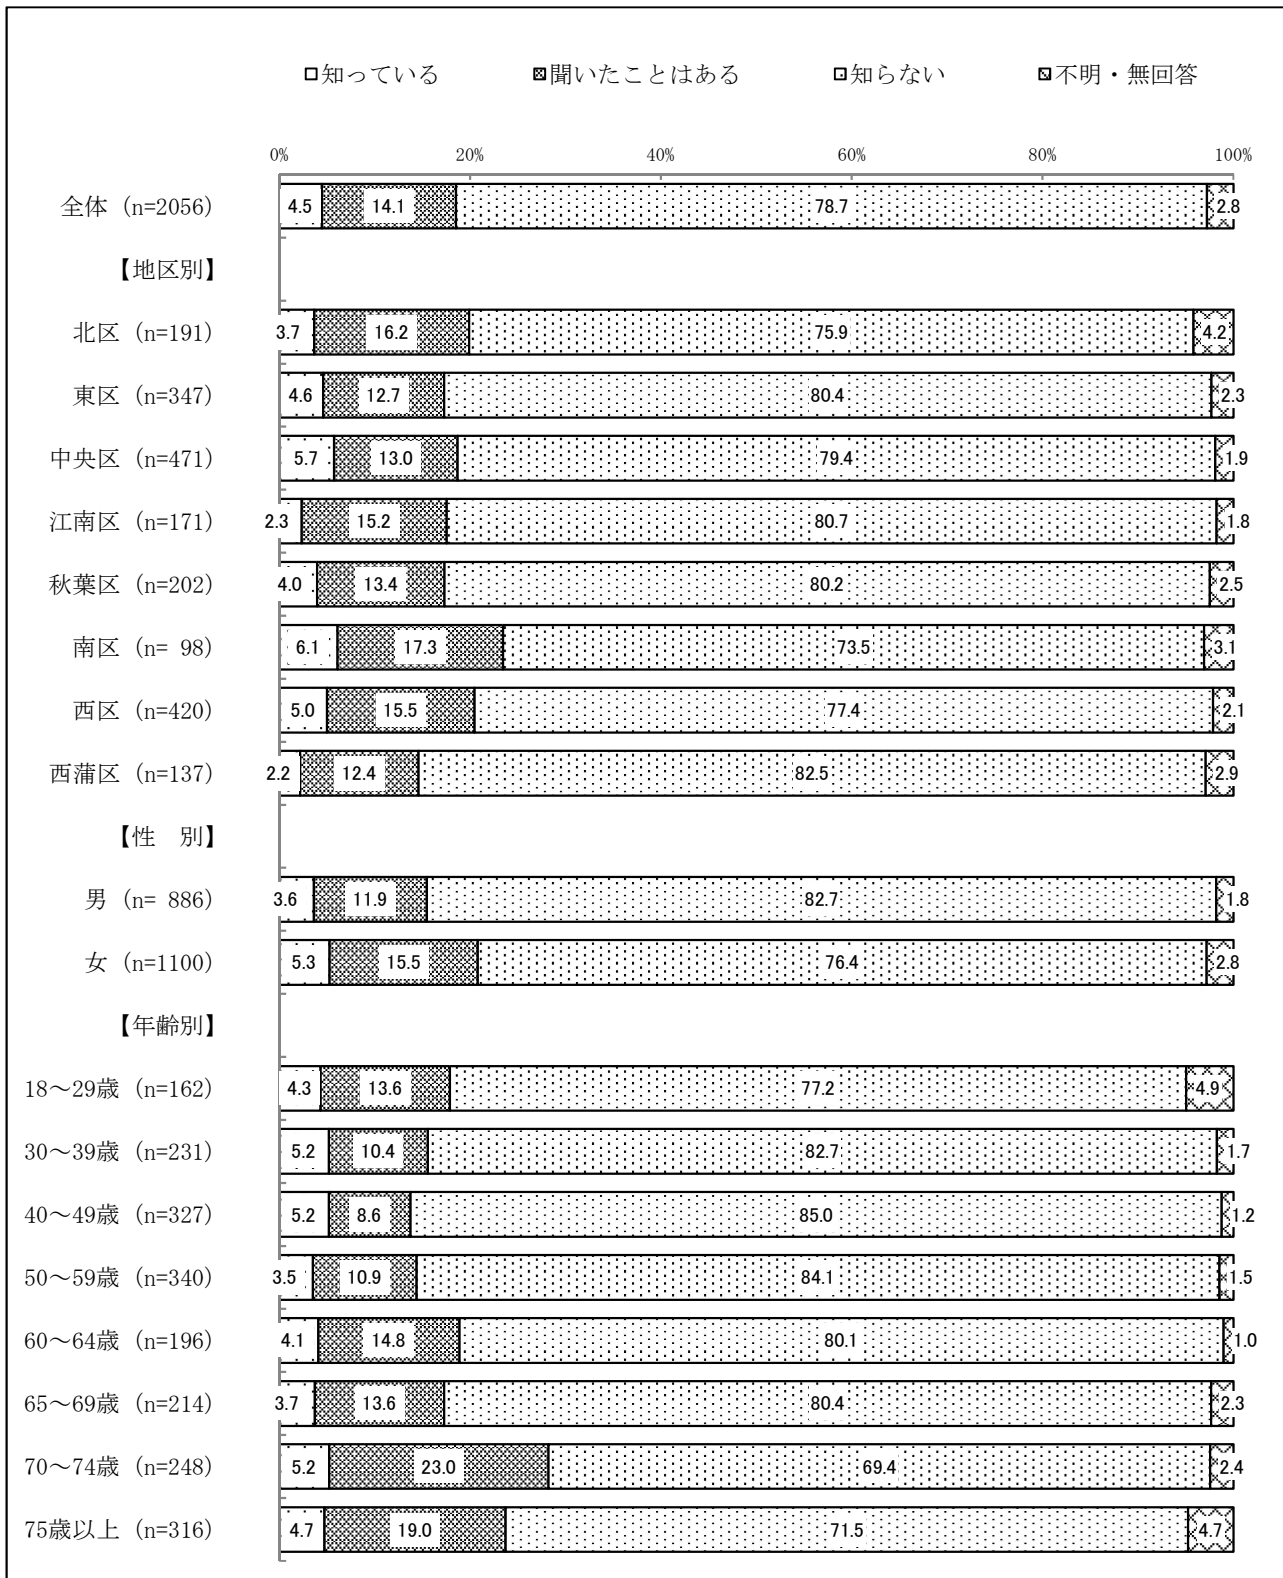 知っている 聞いたことはある 知らない 不明・無回答
0% 20% 40% 60% 80% 100%
全体 (n=2056) 4.5 14.1 78.7 2.8
【地区別】
北区 (n=191) 3.7 16.2 75.9 4.2
東区 (n=347) 4.6 12.7 80.4 2.3
中央区 (n=471) 5.7 13.0 79.4 1.9
江南区 (n=171) 2.3 15.2 80.7 1.8
秋葉区 (n=202) 4.0 13.4 80.2 2.5
南区 (n= 98) 6.1 17.3 73.5 3.1
西区 (n=420) 5.0 15.5 77.4 2.1
西蒲区 (n=137) 2.2 12.4 82.5 2.9
【性　別】
男 (n= 886) 3.6 11.9 82.7 1.8
女 (n=1100) 5.3 15.5 76.4 2.8
【年齢別】
18～29歳 (n=162) 4.3 13.6 77.2 4.9
30～39歳 (n=231) 5.2 10.4 82.7 1.7
40～49歳 (n=327) 5.2 8.6 85.0 1.2
50～59歳 (n=340) 3.5 10.9 84.1 1.5
60～64歳 (n=196) 4.1 14.8 80.1 1.0
65～69歳 (n=214) 3.7 13.6 80.4 2.3
70～74歳 (n=248) 5.2 23.0 69.4 2.4
75歳以上 (n=316) 4.7 19.0 71.5 4.7